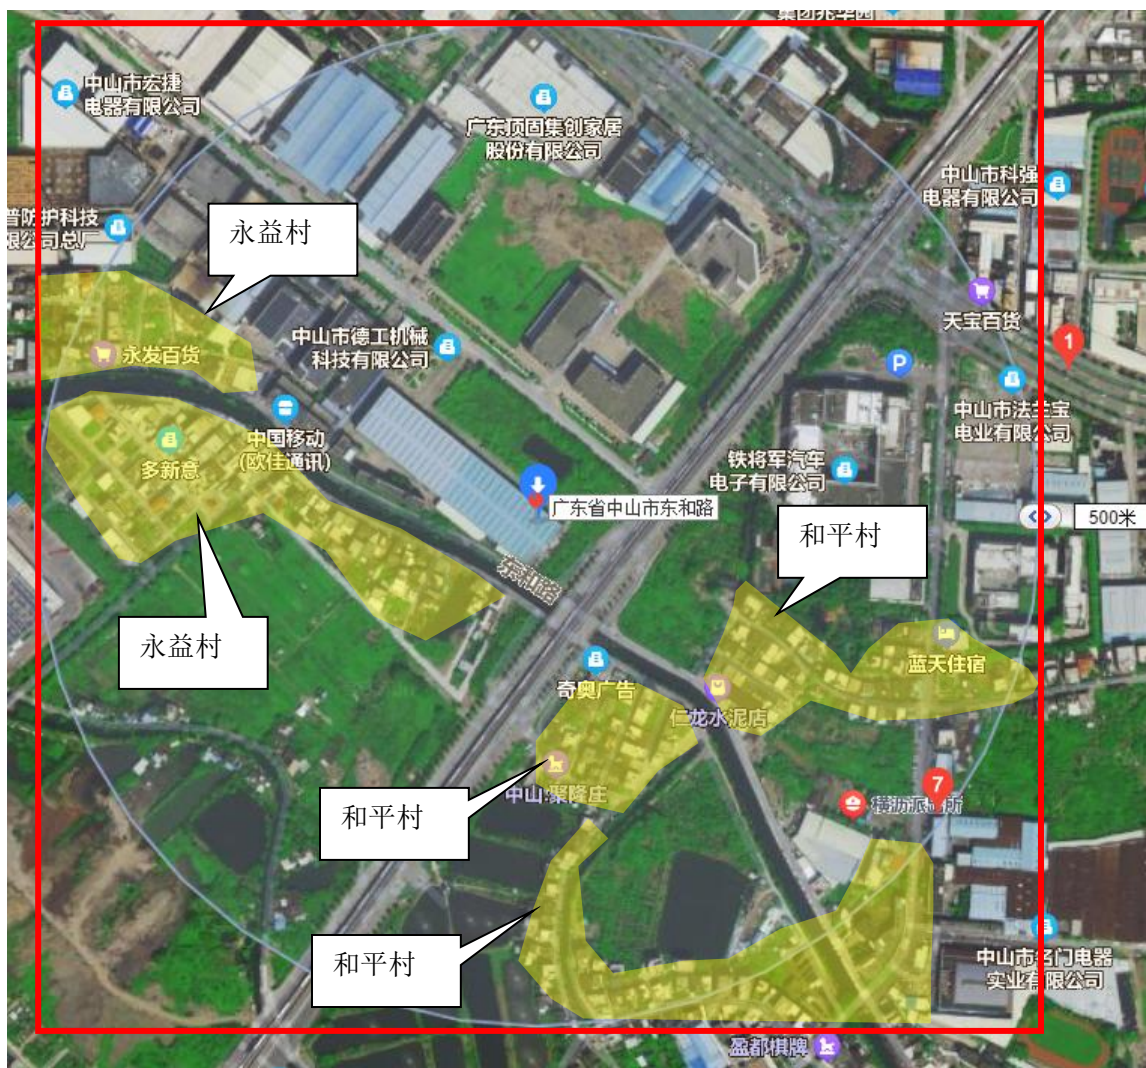 集团兆华园
中山市宏捷
电器有限公司
广东顶固集创家居
股份有限公司
中山市科强
电器有限公司
普防护科技
限公司总厂
永益村
天宝百货
中山市德工机械
科技有限公司
永发百货
1
P
中山市法兰宝
电业有限公司
中国移动
(欧佳通讯)
多新意
铁将军汽车
电子有限公司
广东省中山市东和路
500米
和平村
东和路
永益村
蓝天住宿
奇奥广告
仁龙水泥店
中山·聚隆庄
7
横沥派出所
和平村
和平村
中山市名门电器
实业有限公司
盈都棋牌